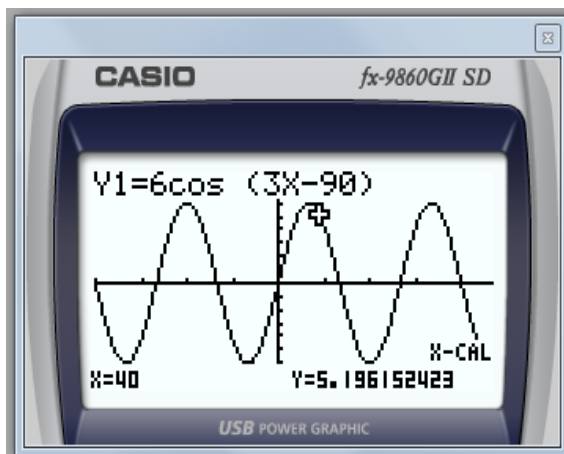 CASIO fx-9860GII SD
Y1=6cos (3X-90)
X-CAL
X=40 Y=5.196152423
USB POWER GRAPHIC